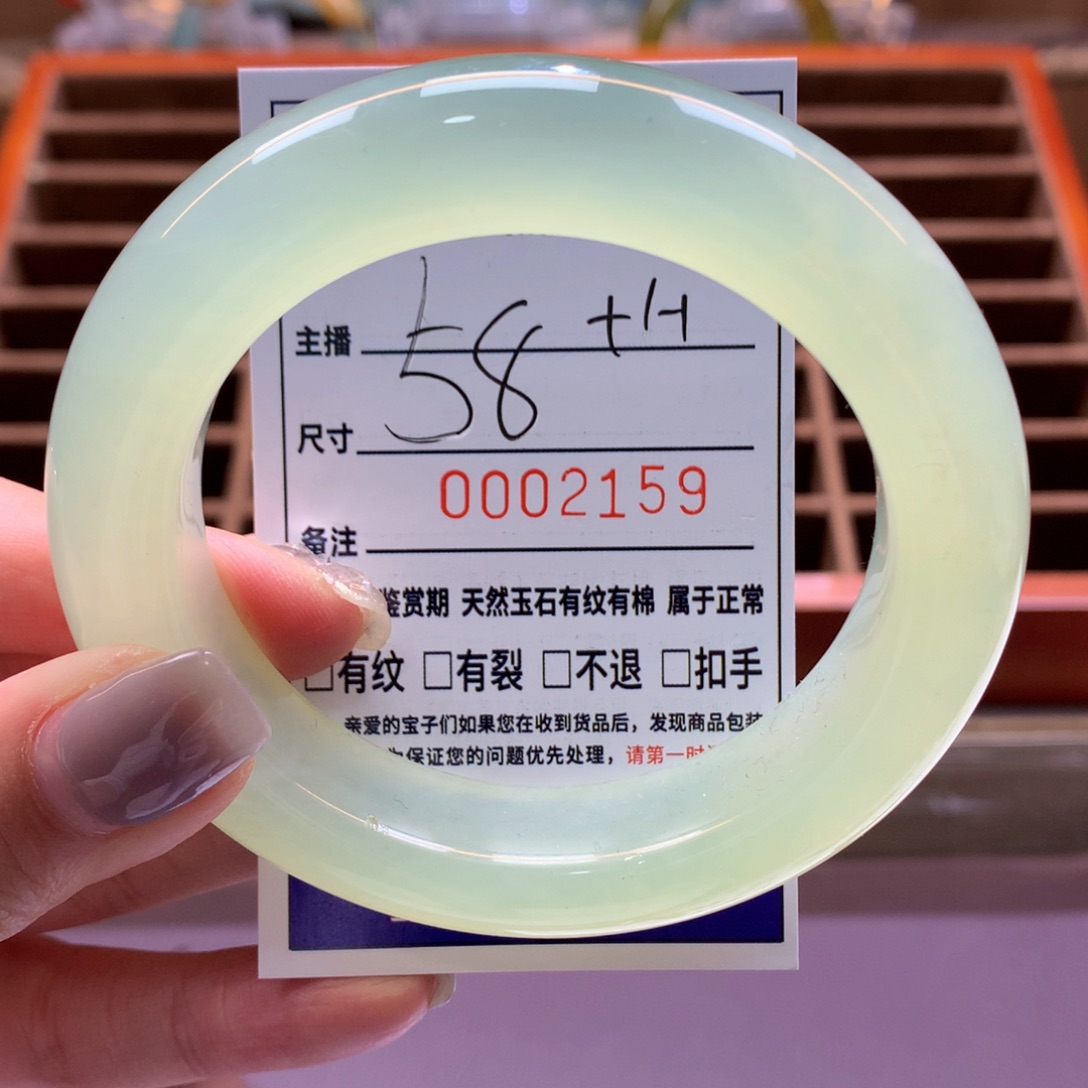 主播
58 +H
尺寸
0002159
备注
鉴赏期 天然玉石有纹有棉 属于正常
□有纹 □有裂 □不退 □扣手
亲爱的宝子们如果您在收到货品后，发现商品包装
保证您的问题优先处理，请第一时